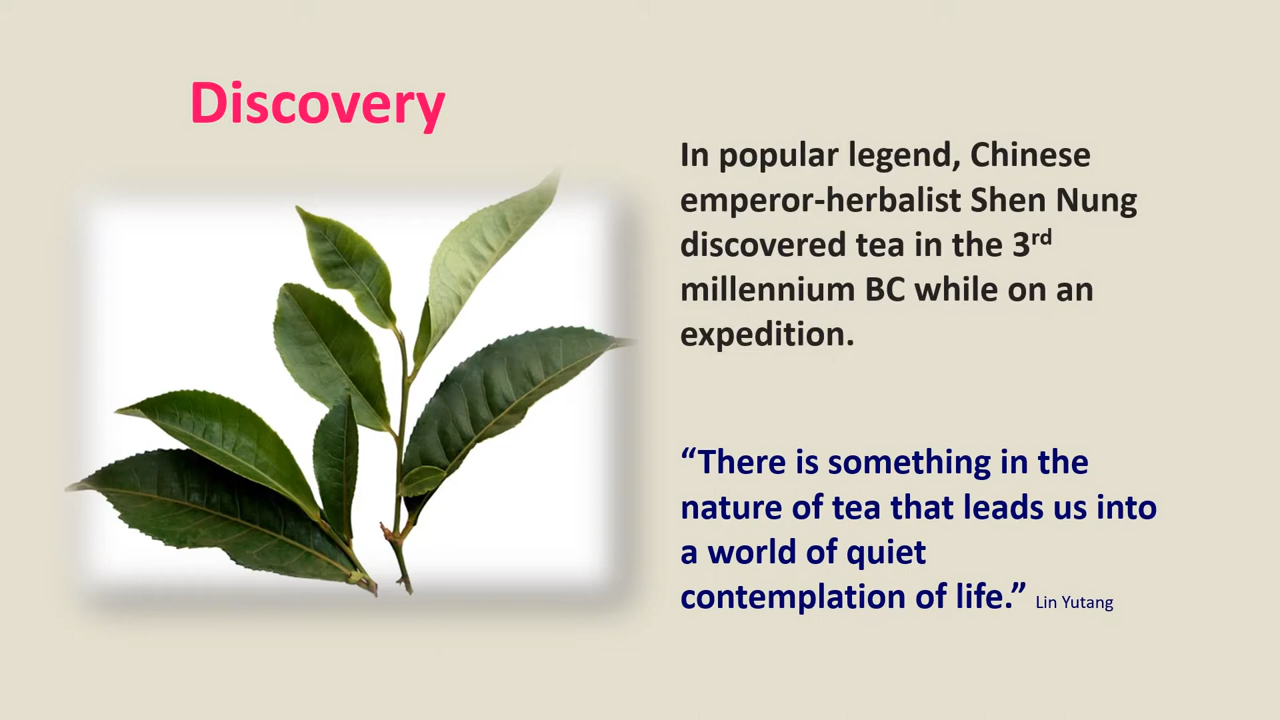 Discovery
In popular legend, Chinese
emperor-herbalist Shen Nung
discovered tea in the 3rd
millennium BC while on an
expedition.
“There is something in the
nature of tea that leads us into
a world of quiet
contemplation of life.” Lin Yutang